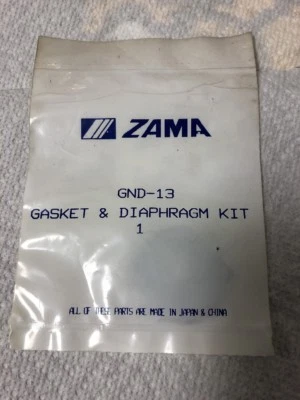 ZAMA
GND-13
GASKET & DIAPHRAGM KIT
1
ALL OF THESE PARTS ARE MADE IN JAPAN & CHINA